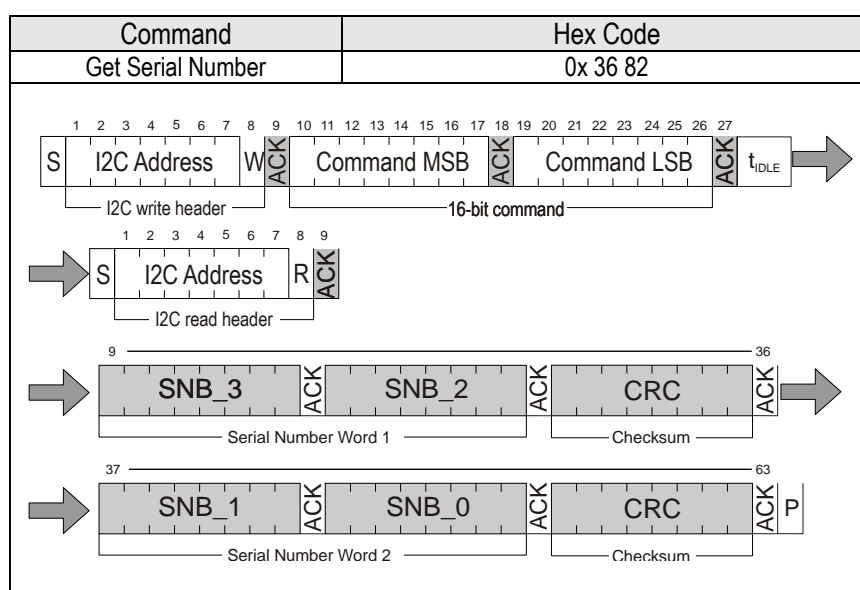 Command Hex Code
Get Serial Number 0x 36 82
1 2 3 4 5 6 7 8 9 10 11 12 13 14 15 16 17 18 19 20 21 22 23 24 25 26 27
S I2C Address W ACK Command MSB ACK Command LSB ACK tIDLE
I2C write header 16-bit command
1 2 3 4 5 6 7 8 9
S I2C Address R ACK
I2C read header
9 36
SNB_3 ACK SNB_2 ACK CRC ACK
Serial Number Word 1 Checksum
37 63
SNB_1 ACK SNB_0 ACK CRC ACK P
Serial Number Word 2 Checksum